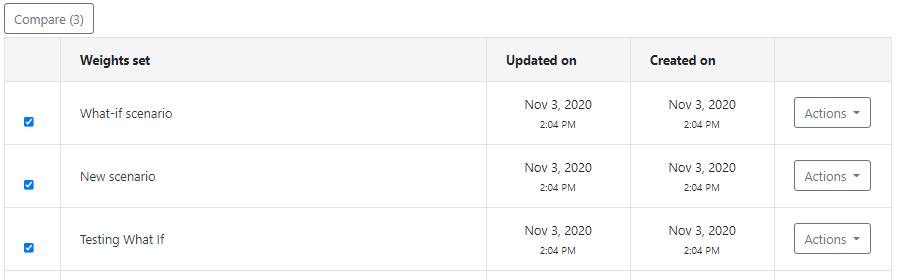 Compare (3)
Weights set Updated on Created on
What-if scenario Nov 3, 2020 2:04 PM Nov 3, 2020 2:04 PM Actions
New scenario Nov 3, 2020 2:04 PM Nov 3, 2020 2:04 PM Actions
Testing What If Nov 3, 2020 2:04 PM Nov 3, 2020 2:04 PM Actions